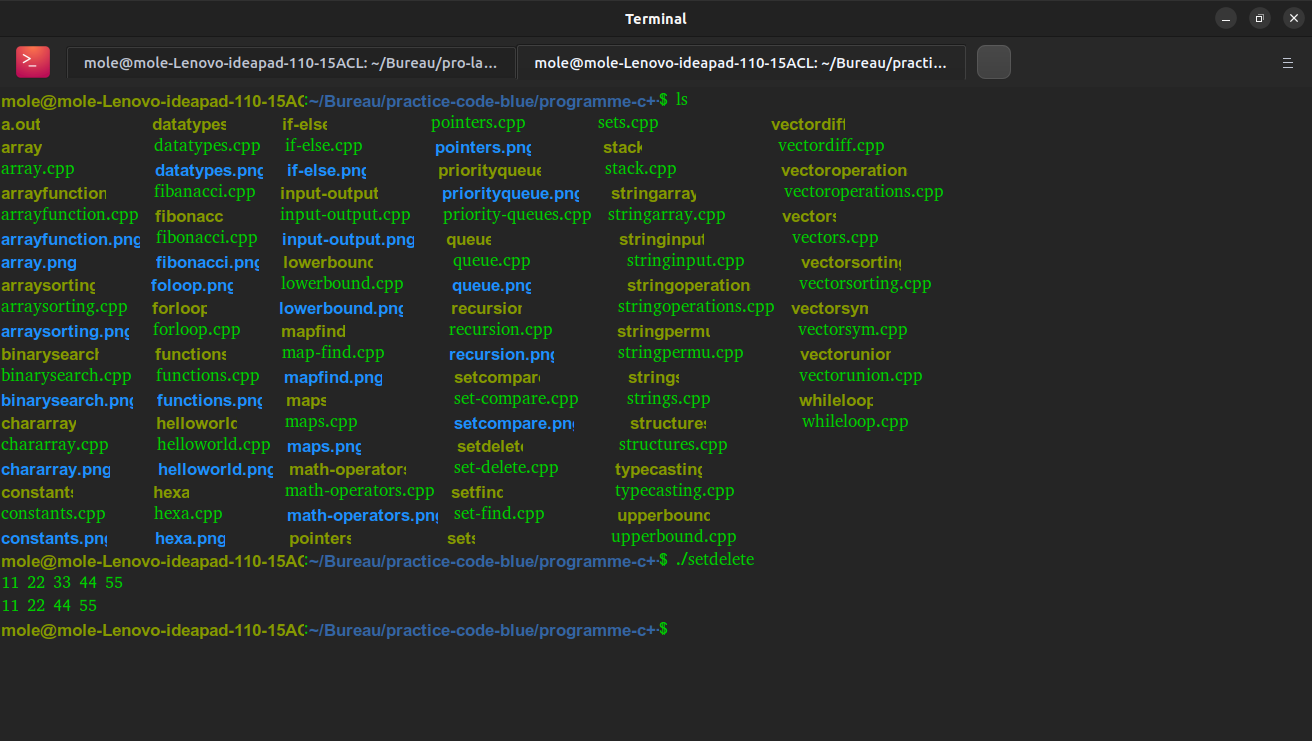 Terminal
mole@mole-Lenovo-ideapad-110-15ACL: ~/Bureau/pro-la... mole@mole-Lenovo-ideapad-110-15ACL: ~/Bureau/practi...
mole@mole-Lenovo-ideapad-110-15AC:~/Bureau/practice-code-blue/programme-c+$ ls
a.out datatypes if-else pointers.cpp sets.cpp vectordiff
array datatypes.cpp if-else.cpp pointers.png stack vectordiff.cpp
array.cpp datatypes.png if-else.png priorityqueue stack.cpp vectoroperation
arrayfunction fibanacci.cpp input-output priorityqueue.png stringarray vectoroperations.cpp
arrayfunction.cpp fibonacc input-output.cpp priority-queues.cpp stringarray.cpp vectors
arrayfunction.png fibonacci.cpp input-output.png queue stringinput vectors.cpp
array.png fibonacci.png lowerbound queue.cpp stringinput.cpp vectorsorting
arraysorting foloop.png lowerbound.cpp queue.png stringoperation vectorsorting.cpp
arraysorting.cpp forloop lowerbound.png recursion stringoperations.cpp vectorsym
arraysorting.png forloop.cpp mapfind recursion.cpp stringpermu vectorsym.cpp
binarysearch functions map-find.cpp recursion.png stringpermu.cpp vectorunion
binarysearch.cpp functions.cpp mapfind.png setcompare strings vectorunion.cpp
binarysearch.png functions.png maps set-compare.cpp strings.cpp whileloop
chararray helloworld maps.cpp setcompare.png structures whileloop.cpp
chararray.cpp helloworld.cpp maps.png setdelete structures.cpp
chararray.png helloworld.png math-operators set-delete.cpp typecasting
constants hexa math-operators.cpp setfind typecasting.cpp
constants.cpp hexa.cpp math-operators.png set-find.cpp upperbound
constants.png hexa.png pointers sets upperbound.cpp
mole@mole-Lenovo-ideapad-110-15AC:~/Bureau/practice-code-blue/programme-c+$ ./setdelete
11 22 33 44 55
11 22 44 55
mole@mole-Lenovo-ideapad-110-15AC:~/Bureau/practice-code-blue/programme-c+$